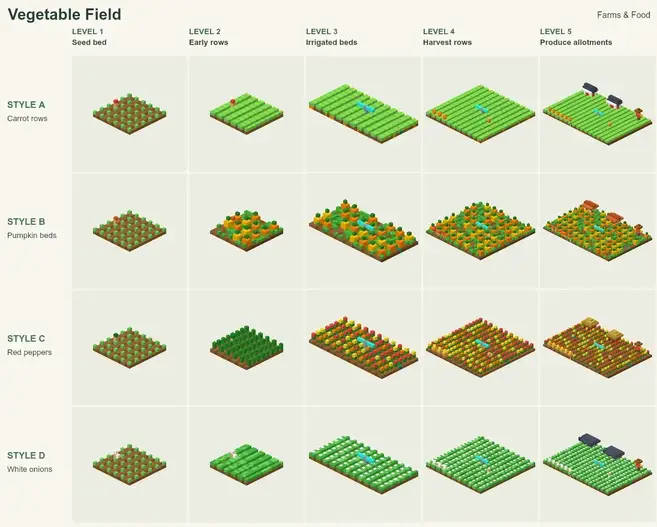 Vegetable Field
Farms & Food
LEVEL 1
Seed bed
LEVEL 2
Early rows
LEVEL 3
Irrigated beds
LEVEL 4
Harvest rows
LEVEL 5
Produce allotments
STYLE A
Carrot rows
STYLE B
Pumpkin beds
STYLE C
Red peppers
STYLE D
White onions